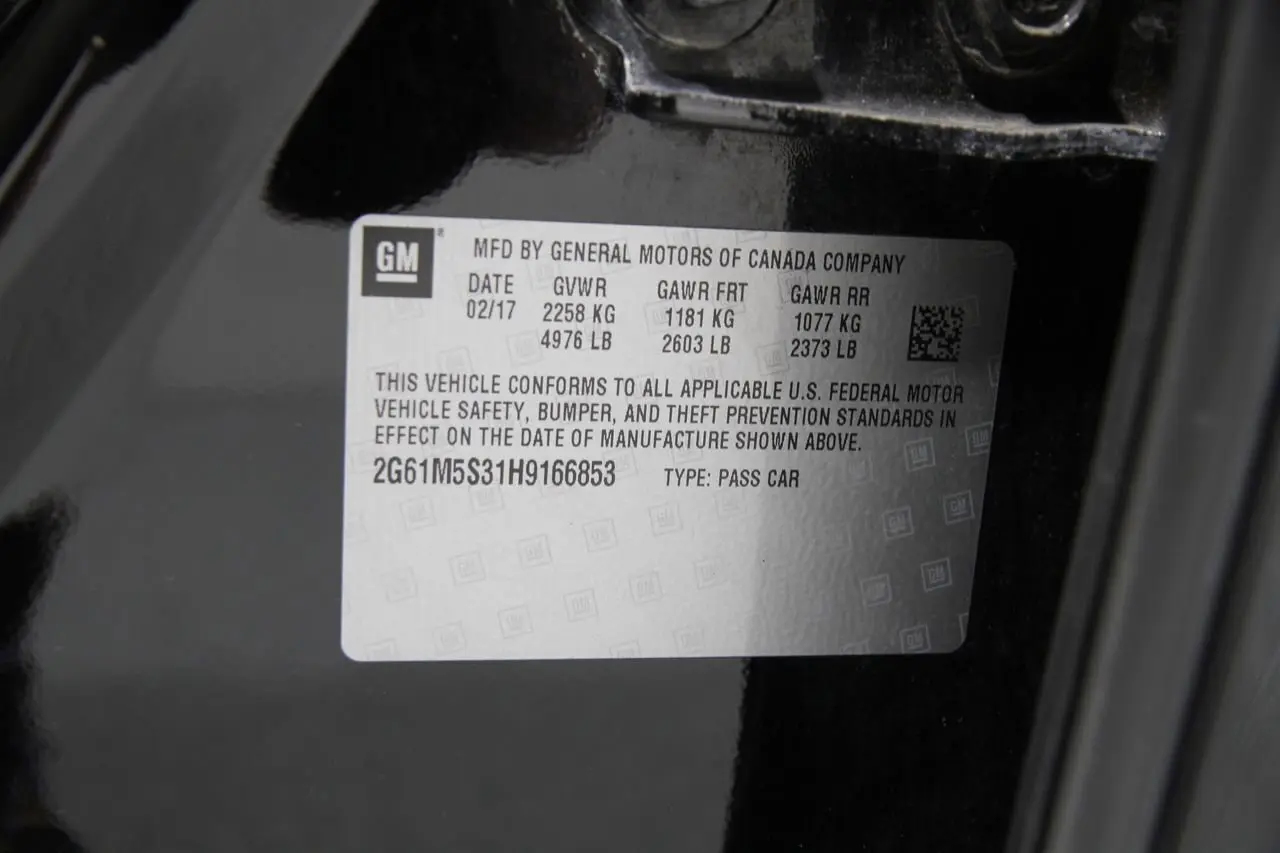 GM
MFD BY GENERAL MOTORS OF CANADA COMPANY
DATE GVWR GAWR FRT GAWR RR
02/17 2258 KG 1181 KG 1077 KG
4976 LB 2603 LB 2373 LB
THIS VEHICLE CONFORMS TO ALL APPLICABLE U.S. FEDERAL MOTOR
VEHICLE SAFETY, BUMPER, AND THEFT PREVENTION STANDARDS IN
EFFECT ON THE DATE OF MANUFACTURE SHOWN ABOVE.
2G61M5S31H9166853 TYPE: PASS CAR